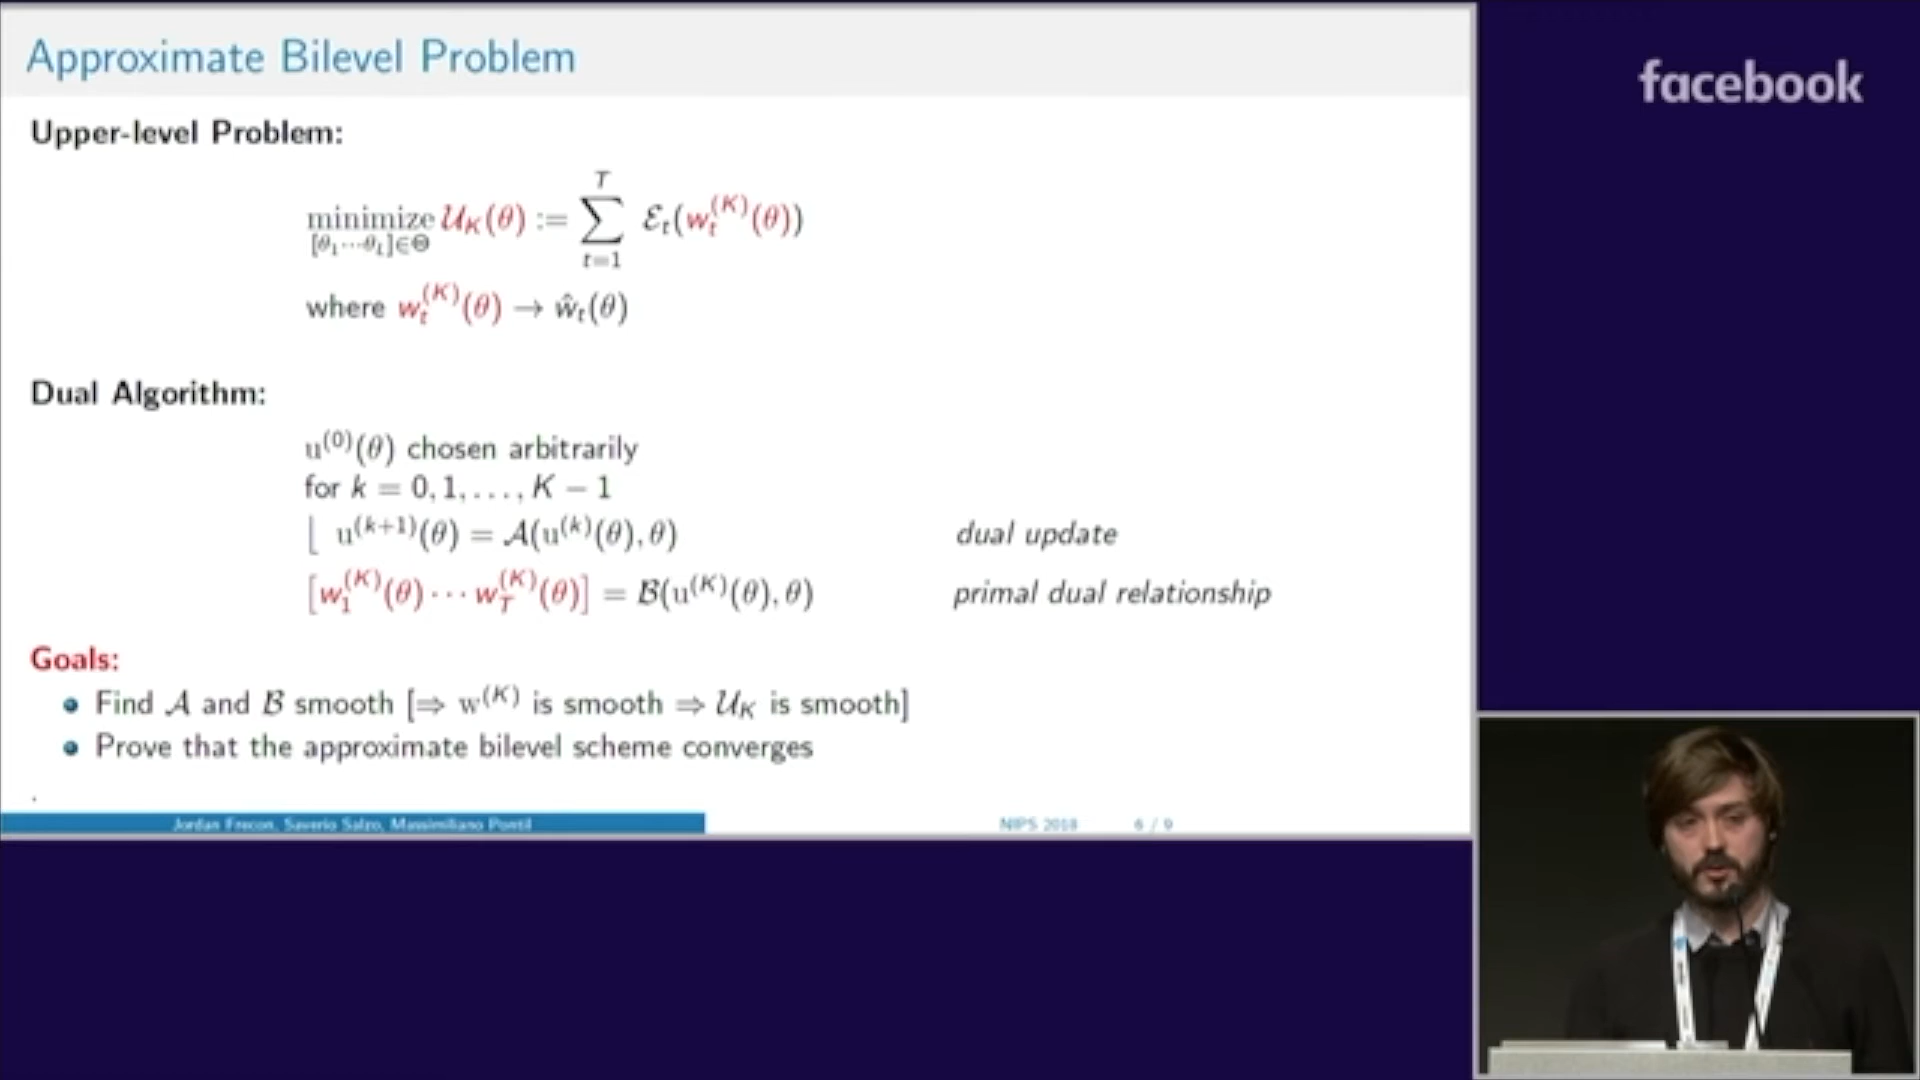 Approximate Bilevel Problem
facebook
Upper-level Problem:
minimize 𝒰_K(θ) := ∑_{t=1}^{T} ℰ_t(w_t^{(K)}(θ))
[θ₁⋯θ_L]∈Θ
where w_t^{(K)}(θ) → ŵ_t(θ)
Dual Algorithm:
u^{(0)}(θ) chosen arbitrarily
for k = 0, 1, . . . , K − 1
⌊ u^{(k+1)}(θ) = 𝒜(u^{(k)}(θ), θ) dual update
[w_1^{(K)}(θ) ⋯ w_T^{(K)}(θ)] = ℬ(u^{(K)}(θ), θ) primal dual relationship
Goals:
• Find 𝒜 and ℬ smooth [⇒ w^{(K)} is smooth ⇒ 𝒰_K is smooth]
• Prove that the approximate bilevel scheme converges
.
Jordan Frecon, Saverio Salzo, Massimiliano Pontil NIPS 2018 6 / 9